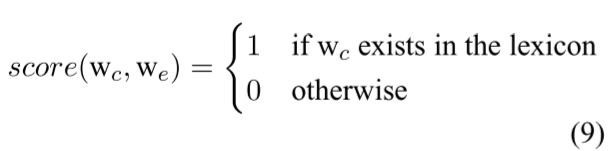 score(w_c, w_e) = { 1 if w_c exists in the lexicon
0 otherwise
(9)